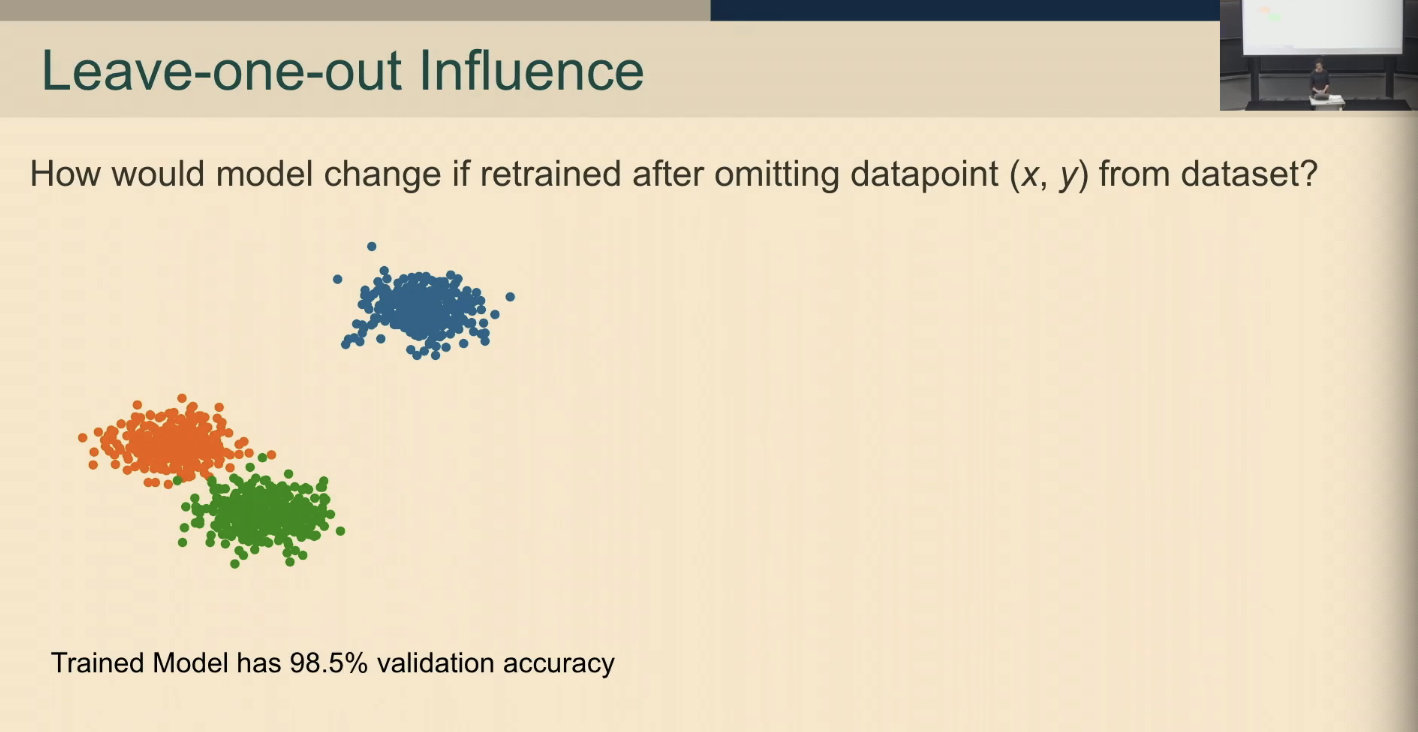 Leave-one-out Influence
How would model change if retrained after omitting datapoint (x, y) from dataset?
Trained Model has 98.5% validation accuracy